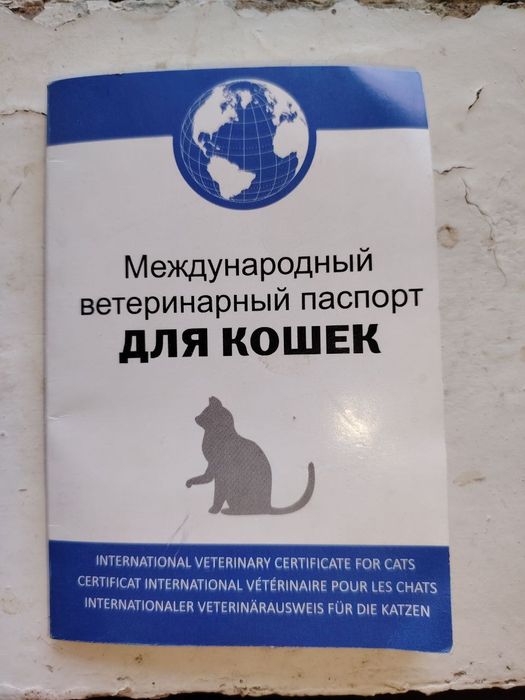 Международный
ветеринарный паспорт
ДЛЯ КОШЕК
INTERNATIONAL VETERINARY CERTIFICATE FOR CATS
CERTIFICAT INTERNATIONAL VÉTÉRINAIRE POUR LES CHATS
INTERNATIONALER VETERINÄRAUSWEIS FÜR DIE KATZEN